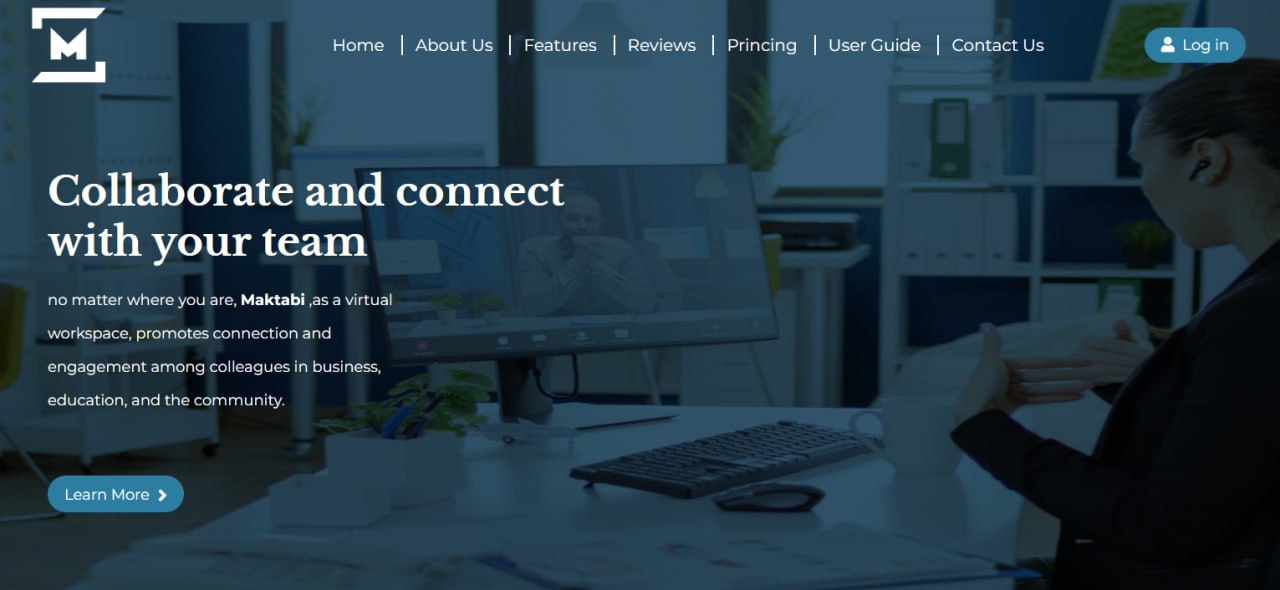 M
Home About Us Features Reviews Princing User Guide Contact Us Log in
Collaborate and connect
with your team
no matter where you are, Maktabi ,as a virtual
workspace, promotes connection and
engagement among colleagues in business,
education, and the community.
Learn More